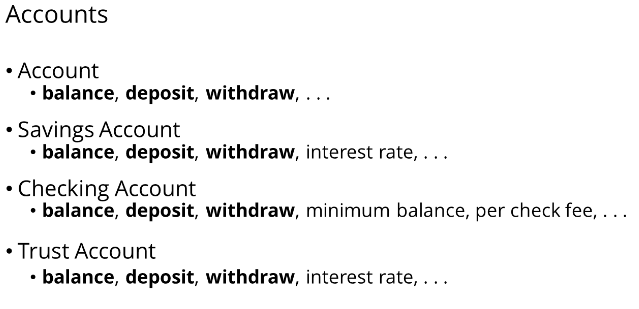 Accounts
• Account
• balance, deposit, withdraw, . . .
• Savings Account
• balance, deposit, withdraw, interest rate, . . .
• Checking Account
• balance, deposit, withdraw, minimum balance, per check fee, . . .
• Trust Account
• balance, deposit, withdraw, interest rate, . . .